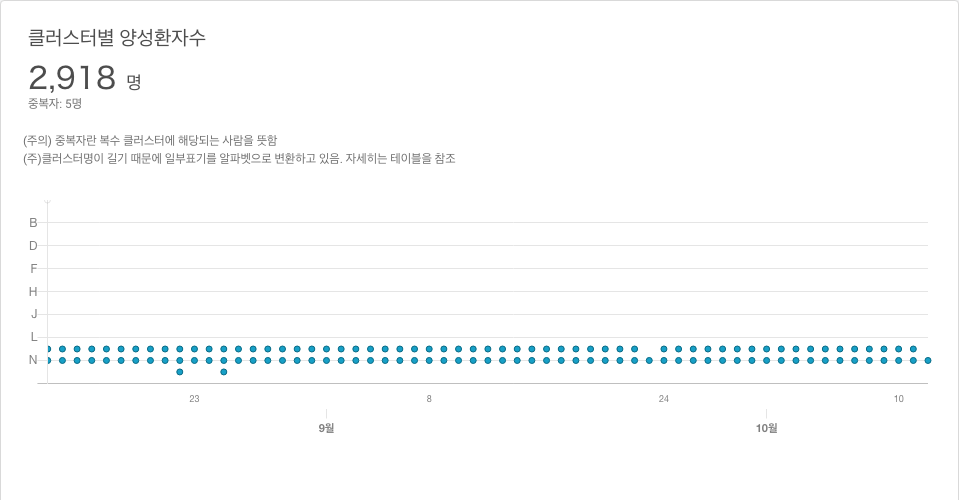 클러스터별 양성환자수
2,918 명
중복자: 5명
(주의) 중복자란 복수 클러스터에 해당되는 사람을 뜻함
(주)클러스터명이 길기 때문에 일부표기를 알파벳으로 변환하고 있음. 자세히는 테이블을 참조
B
D
F
H
J
L
N
23 8 24 10
9월 10월